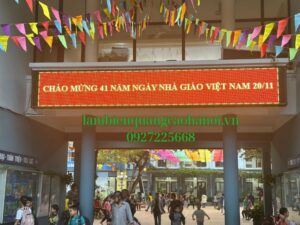 CHÀO MỪNG 41 NĂM NGÀY NHÀ GIÁO VIỆT NAM 20/11
lambienquangcaohanoi.vn
0927225668